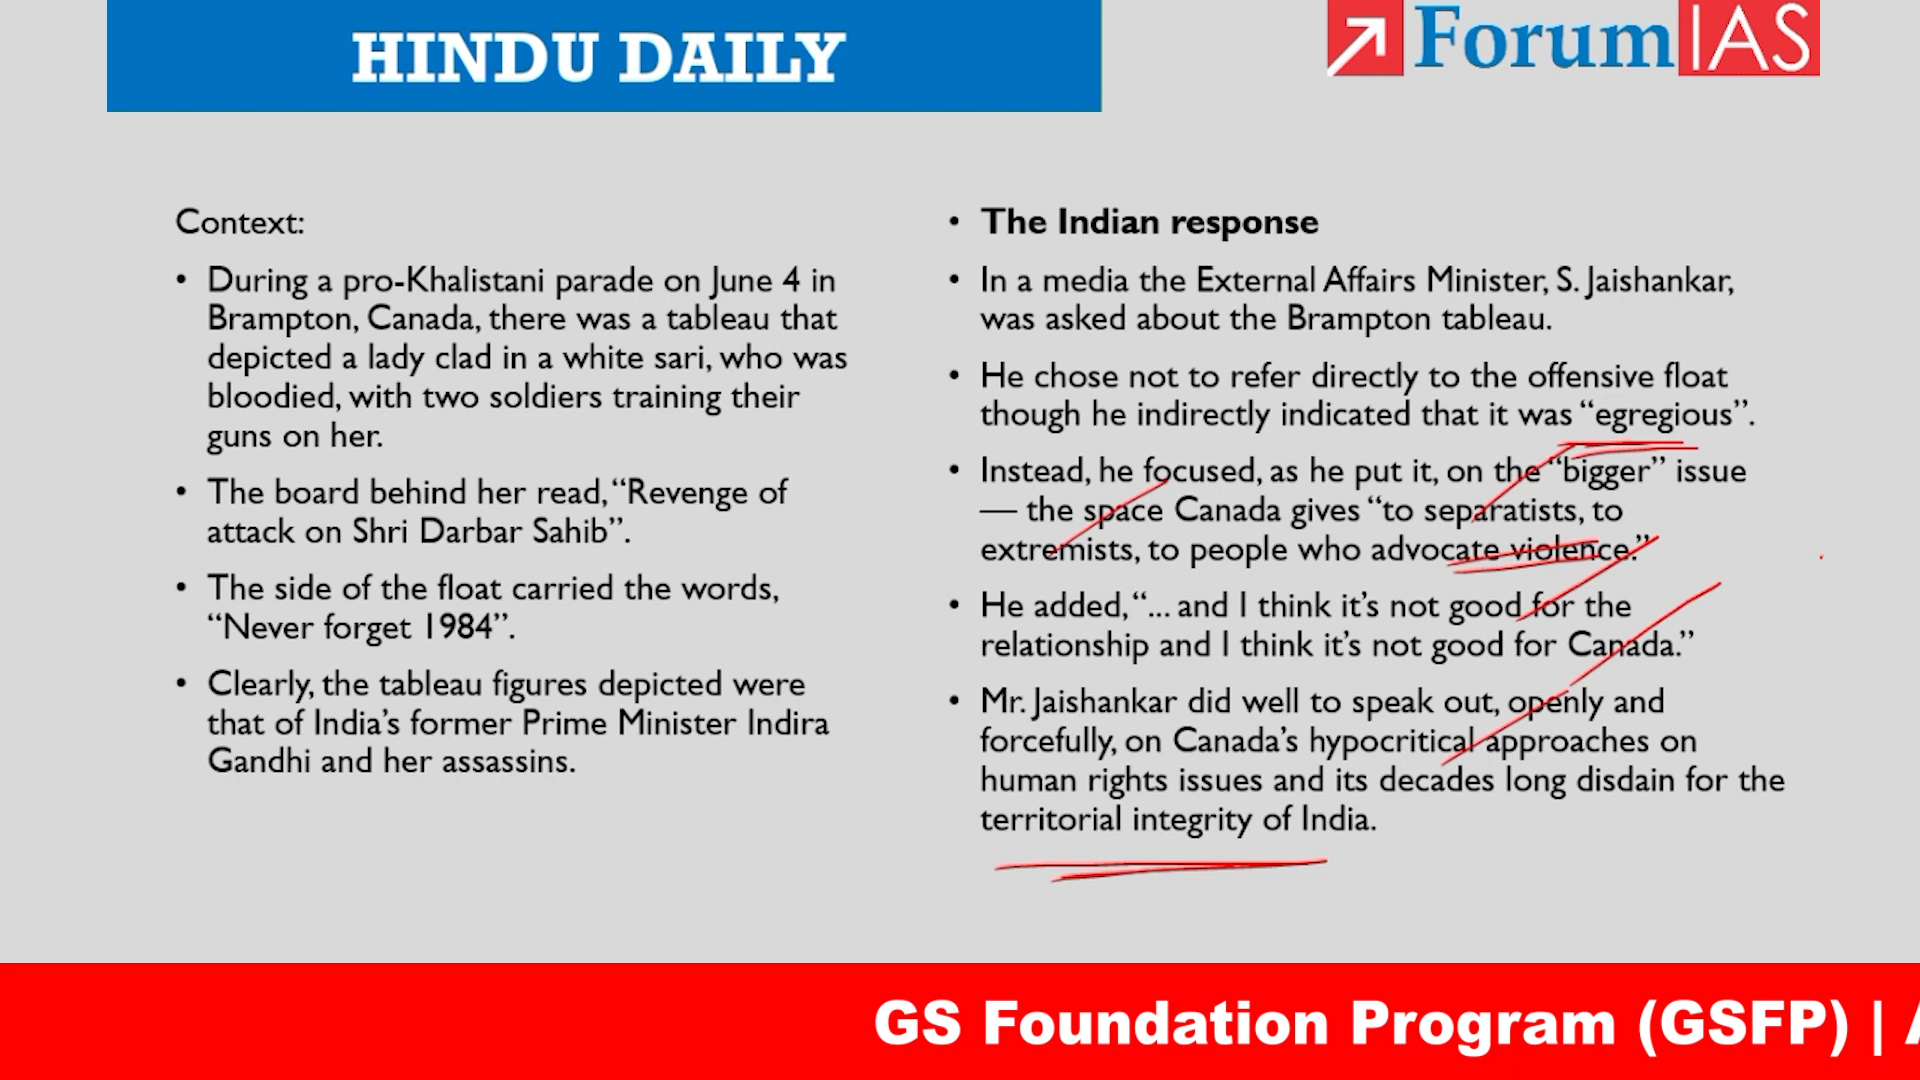 HINDU DAILY
ForumIAS
Context:
• During a pro-Khalistani parade on June 4 in
Brampton, Canada, there was a tableau that
depicted a lady clad in a white sari, who was
bloodied, with two soldiers training their
guns on her.
• The board behind her read, “Revenge of
attack on Shri Darbar Sahib”.
• The side of the float carried the words,
“Never forget 1984”.
• Clearly, the tableau figures depicted were
that of India’s former Prime Minister Indira
Gandhi and her assassins.
• The Indian response
• In a media the External Affairs Minister, S. Jaishankar,
was asked about the Brampton tableau.
• He chose not to refer directly to the offensive float
though he indirectly indicated that it was “egregious”.
• Instead, he focused, as he put it, on the “bigger” issue
— the space Canada gives “to separatists, to
extremists, to people who advocate violence.”
• He added, “... and I think it’s not good for the
relationship and I think it’s not good for Canada.”
• Mr. Jaishankar did well to speak out, openly and
forcefully, on Canada’s hypocritical approaches on
human rights issues and its decades long disdain for the
territorial integrity of India.
GS Foundation Program (GSFP) |